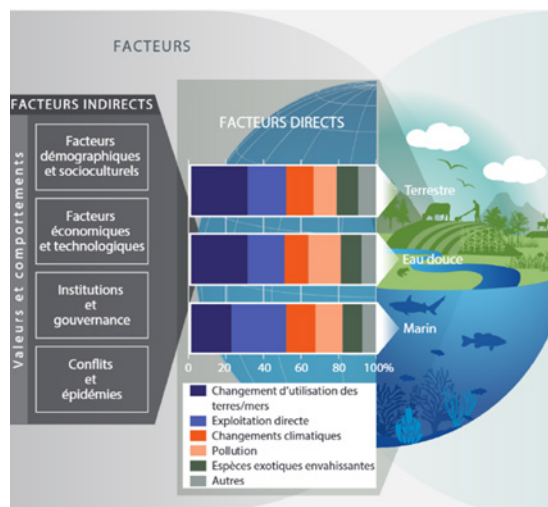 FACTEURS
FACTEURS INDIRECTS
Valeurs et comportements
Facteurs
démographiques
et socioculturels
Facteurs
économiques
et technologiques
Institutions
et
gouvernance
Conflits
et
épidémies
FACTEURS DIRECTS
Terrestre
Eau douce
Marin
0 20 40 60 80 100%
Changement d'utilisation des
terres/mers
Exploitation directe
Changements climatiques
Pollution
Espèces exotiques envahissantes
Autres